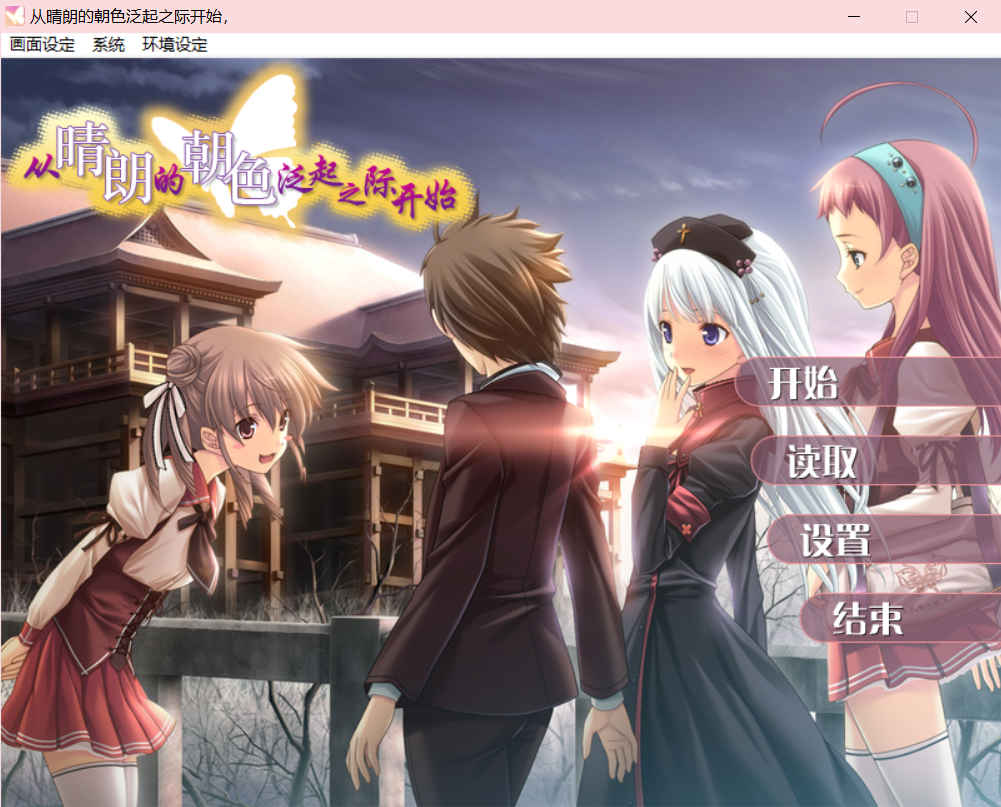 从晴朗的朝色泛起之际开始，
画面设定 系统 环境设定
从晴朗的朝色泛起之际开始
开始
读取
设置
结束